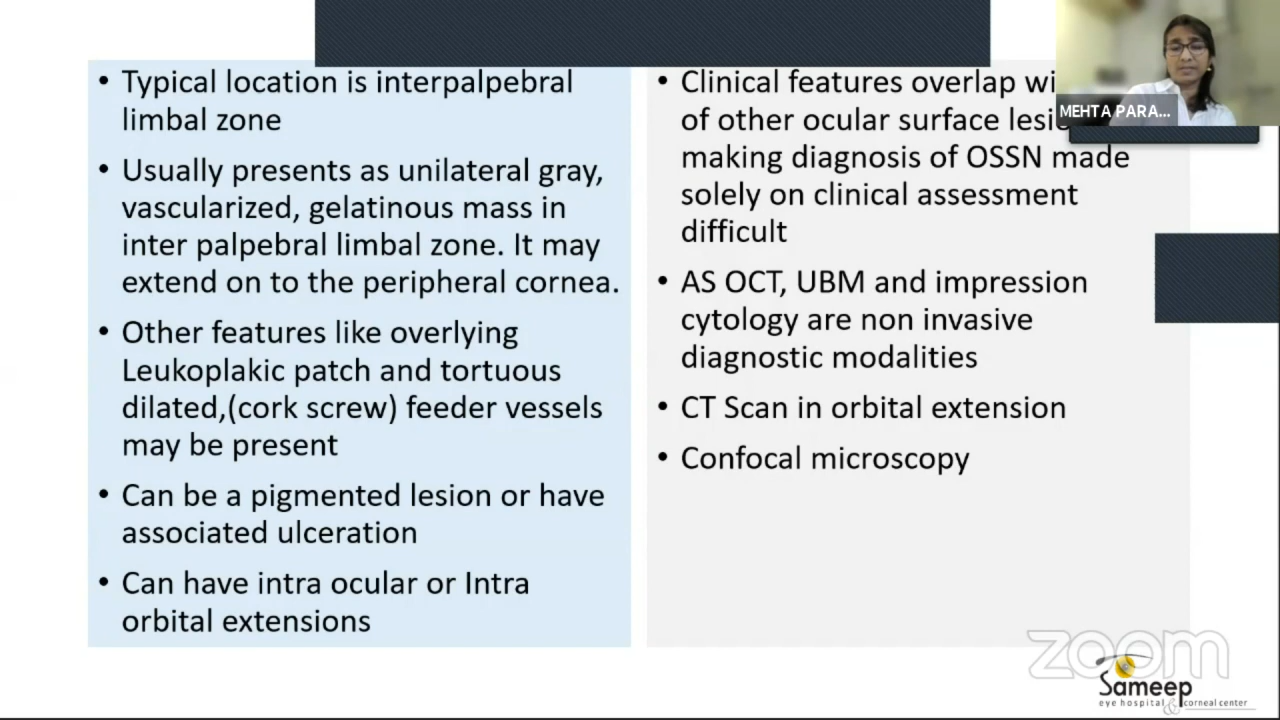 • Typical location is interpalpebral
limbal zone
• Usually presents as unilateral gray,
vascularized, gelatinous mass in
inter palpebral limbal zone. It may
extend on to the peripheral cornea.
• Other features like overlying
Leukoplakic patch and tortuous
dilated,(cork screw) feeder vessels
may be present
• Can be a pigmented lesion or have
associated ulceration
• Can have intra ocular or Intra
orbital extensions
• Clinical features overlap
of other ocular surface
making diagnosis of OSSN made
solely on clinical assessment
difficult
• AS OCT, UBM and impression
cytology are non invasive
diagnostic modalities
• CT Scan in orbital extension
• Confocal microscopy
MEHTA PARA...
zoom
Sameep
eye hospital & corneal center